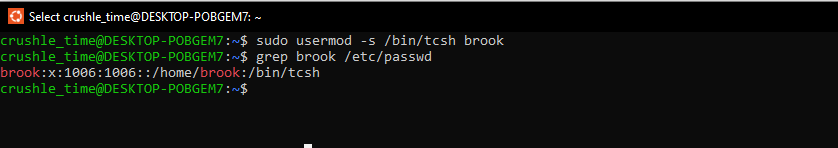 Select crushle_time@DESKTOP-POBGEM7: ~
crushle_time@DESKTOP-POBGEM7:~$ sudo usermod -s /bin/tcsh brook
crushle_time@DESKTOP-POBGEM7:~$ grep brook /etc/passwd
brook:x:1006:1006::/home/brook:/bin/tcsh
crushle_time@DESKTOP-POBGEM7:~$